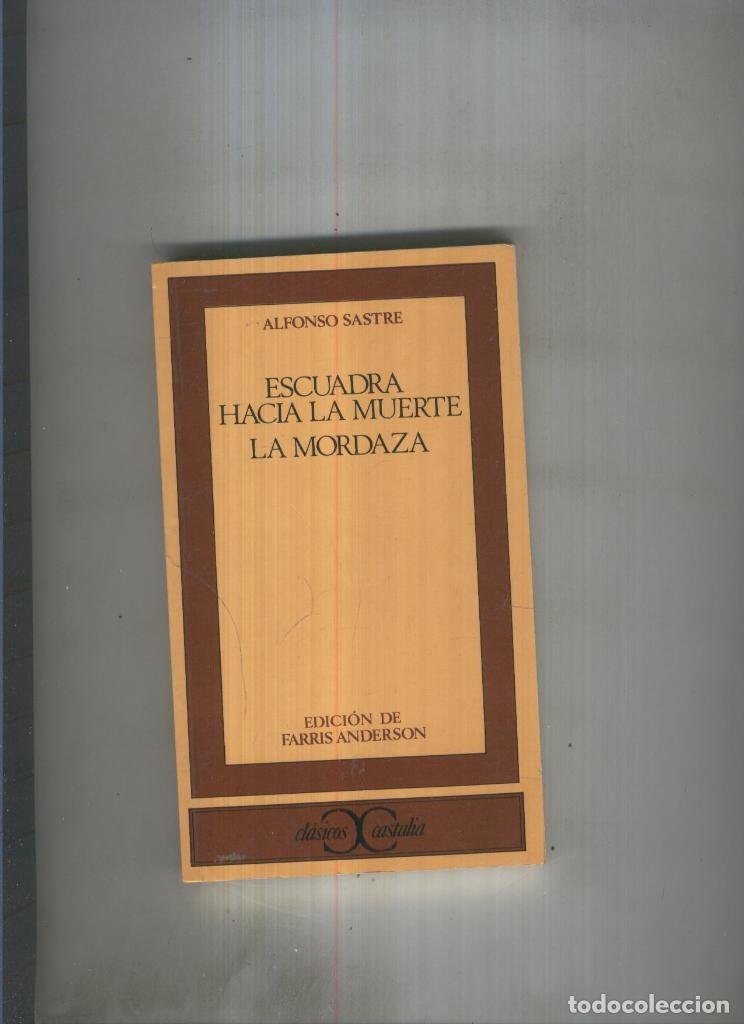 ALFONSO SASTRE
ESCUADRA
HACIA LA MUERTE
LA MORDAZA
EDICIÓN DE
FARRIS ANDERSON
clásicos castalia
todocoleccion